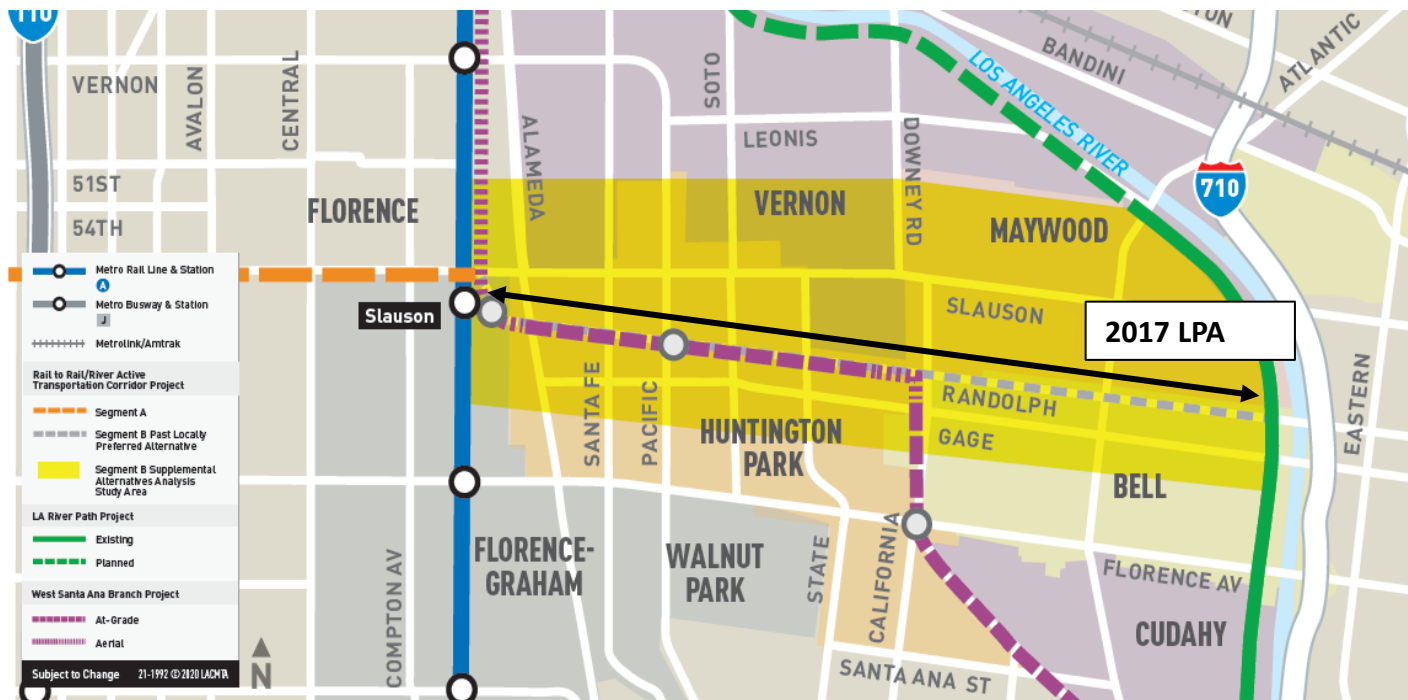 110
VERNON
AVALON
CENTRAL
51ST
54TH
FLORENCE
ALAMEDA
SOTO
LEONIS
VERNON
DOWNEY RD
MAYWOOD
LOS ANGELES RIVER
BANDINI
ATLANTIC
710
Slauson
SLAUSON
2017 LPA
RANDOLPH
GAGE
EASTERN
SANTA FE
PACIFIC
HUNTINGTON
PARK
BELL
COMPTON AV
FLORENCE-
GRAHAM
WALNUT
PARK
STATE
CALIFORNIA
FLORENCE AV
CUDAHY
SANTA ANA ST
Metro Rail Line & Station
A
Metro Busway & Station
J
Metrolink/Amtrak
Rail to Rail/River Active
Transportation Corridor Project
Segment A
Segment B Past Locally
Preferred Alternative
Segment B Supplemental
Alternatives Analysis
Study Area
LA River Path Project
Existing
Planned
West Santa Ana Branch Project
At-Grade
Aerial
Subject to Change 21-1992 © 2020 LACMTA
N